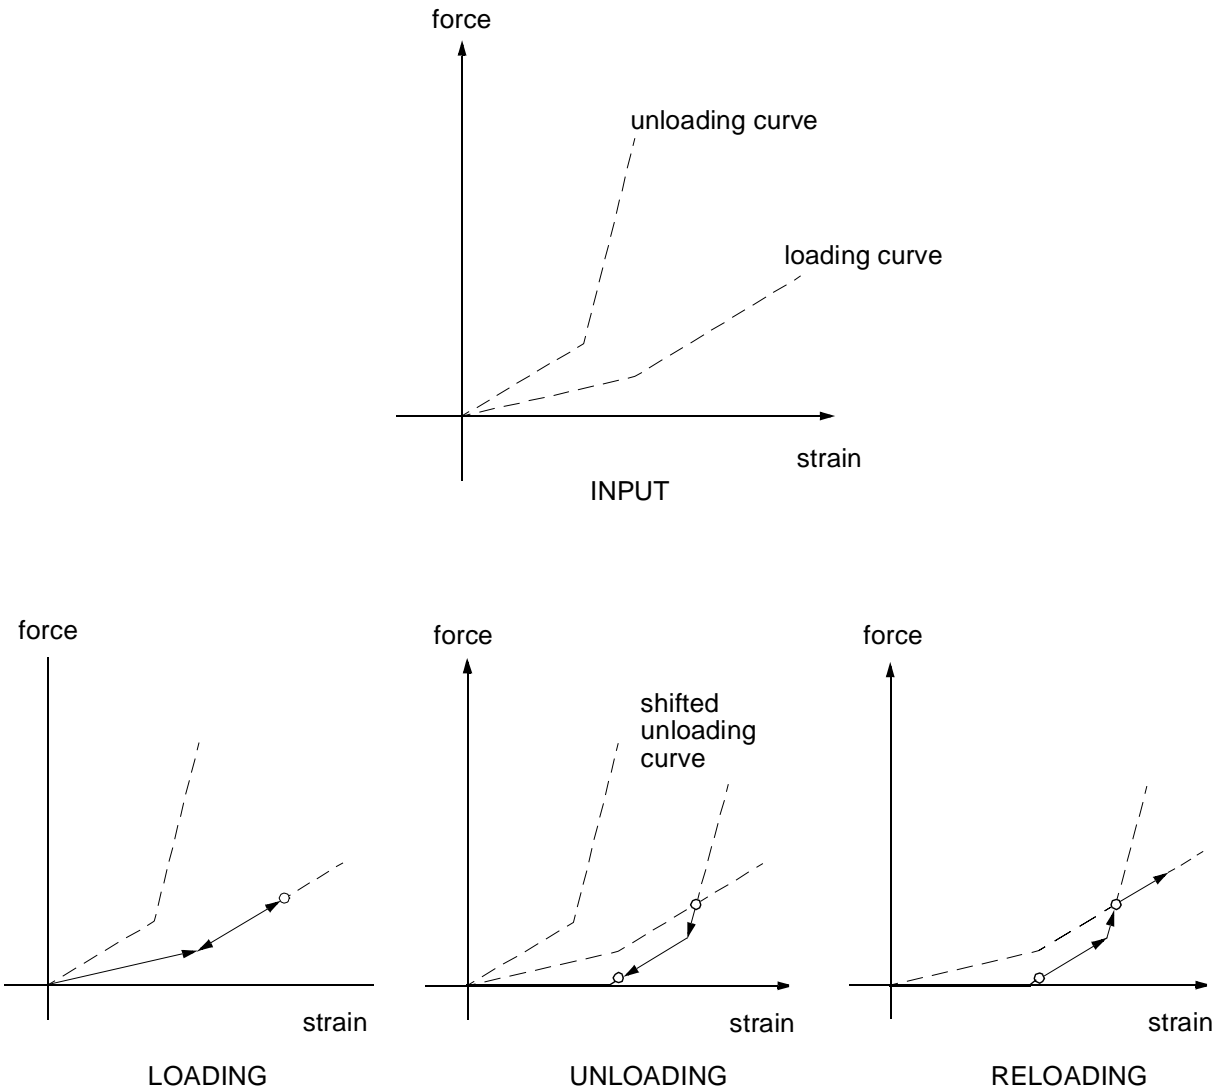 force
unloading curve
loading curve
strain
INPUT
force
force
force
shifted
unloading
curve
strain
strain
strain
LOADING
UNLOADING
RELOADING